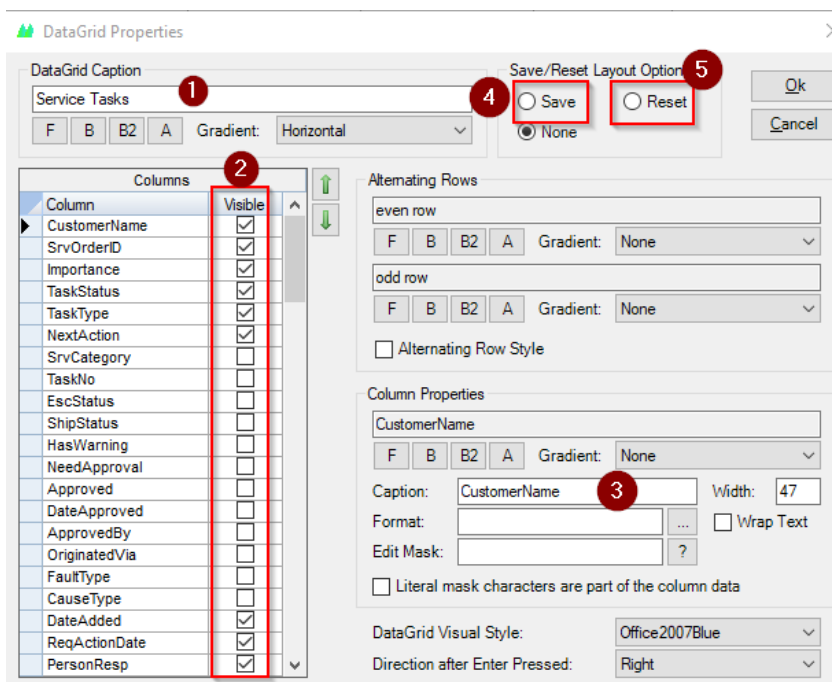 DataGrid Properties
DataGrid Caption
1
Service Tasks
F B B2 A Gradient: Horizontal
Save/Reset Layout Option
5
4
Save Reset
None
Ok
Cancel
2
Columns
Column Visible
CustomerName
SrvOrderID
Importance
TaskStatus
TaskType
NextAction
SrvCategory
TaskNo
EscStatus
ShipStatus
HasWarning
NeedApproval
Approved
DateApproved
ApprovedBy
OriginatedVia
FaultType
CauseType
DateAdded
ReqActionDate
PersonResp
Alternating Rows
even row
F B B2 A Gradient: None
odd row
F B B2 A Gradient: None
Alternating Row Style
Column Properties
CustomerName
F B B2 A Gradient: None
Caption: CustomerName 3 Width: 47
Format: ... Wrap Text
Edit Mask: ?
Literal mask characters are part of the column data
DataGrid Visual Style: Office2007Blue
Direction after Enter Pressed: Right